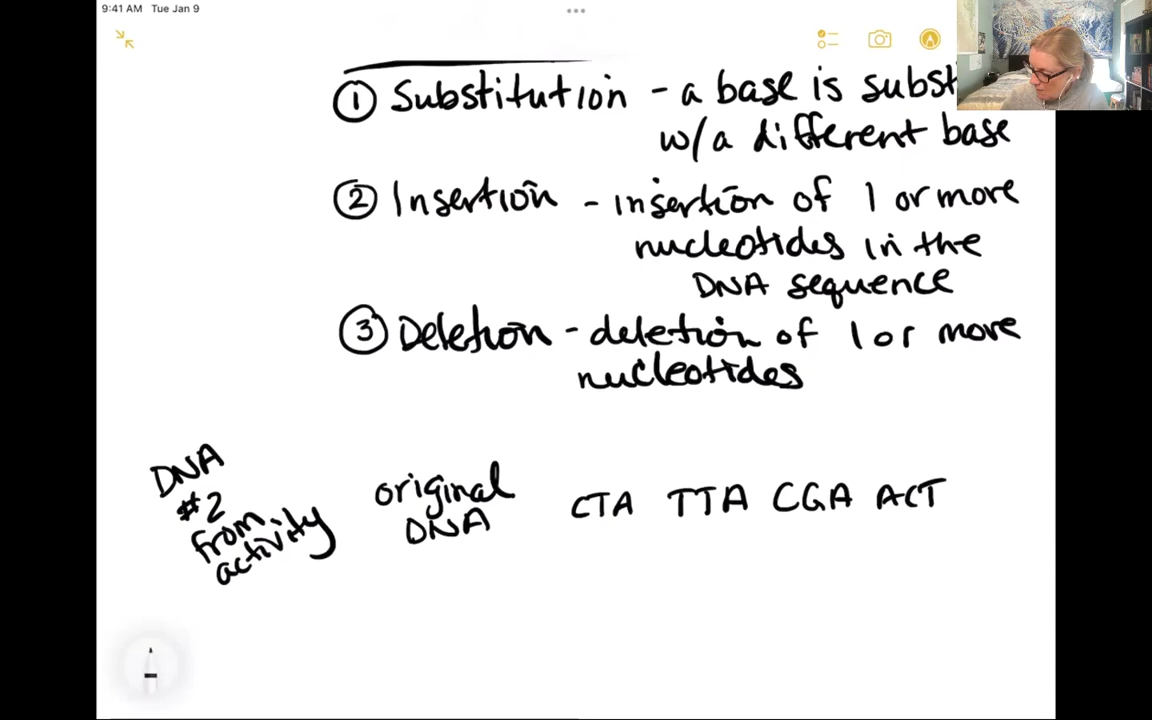 9:41 AM Tue Jan 9
① Substitution - a base is subst
w/a different base
② Insertion - insertion of 1 or more
nucleotides in the
DNA sequence
③ Deletion - deletion of 1 or more
nucleotides
DNA
#2
from
activity
original
DNA
CTA TTA CGA ACT